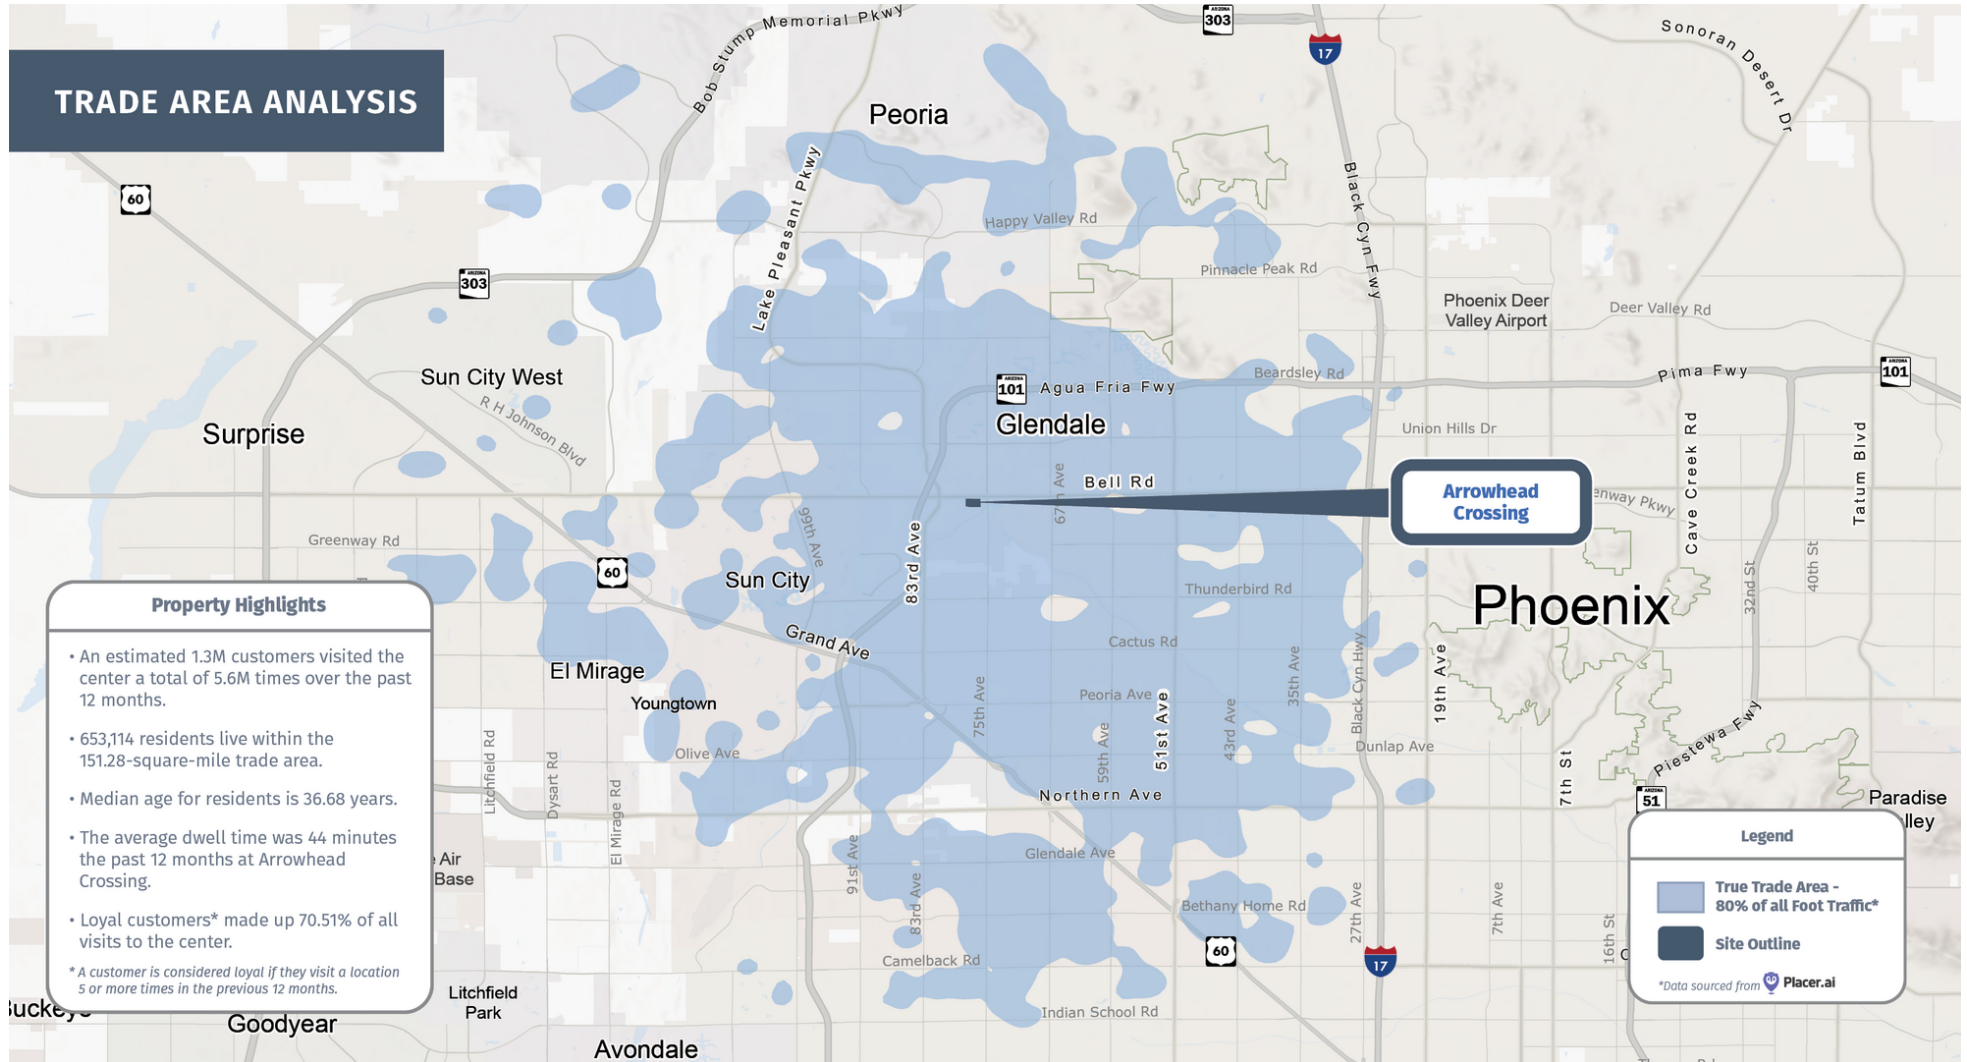 TRADE AREA ANALYSIS
Bob Stump Memorial Pkwy
ARIZONA
303
17
Sonoran Desert Dr
Peoria
60
Lake Pleasant Pkwy
Black Cyn Fwy
Happy Valley Rd
Pinnacle Peak Rd
ARIZONA
303
Phoenix Deer
Valley Airport
Deer Valley Rd
Sun City West
R H Johnson Blvd
ARIZONA
101
Agua Fria Fwy
Beardsley Rd
Pima Fwy
ARIZONA
101
Surprise
Glendale
Union Hills Dr
Cave Creek Rd
Tatum Blvd
Bell Rd
67th Ave
Arrowhead
Crossing
enway Pkwy
99th Ave
83rd Ave
Greenway Rd
60
Sun City
Thunderbird Rd
Phoenix
32nd St
40th St
Grand Ave
Cactus Rd
El Mirage
Youngtown
Peoria Ave
75th Ave
59th Ave
51st Ave
43rd Ave
35th Ave
Black Cyn Hwy
19th Ave
Dunlap Ave
Olive Ave
Litchfield Rd
Dysart Rd
El Mirage Rd
Northern Ave
7th St
Piestewa Fwy
ARIZONA
51
Paradise
lley
Glendale Ave
91st Ave
83rd Ave
e Air
Base
Bethany Home Rd
27th Ave
7th Ave
16th St
60
17
Camelback Rd
Indian School Rd
Litchfield
Park
Buckeye
Goodyear
Avondale
Property Highlights
• An estimated 1.3M customers visited the
center a total of 5.6M times over the past
12 months.
• 653,114 residents live within the
151.28-square-mile trade area.
• Median age for residents is 36.68 years.
• The average dwell time was 44 minutes
the past 12 months at Arrowhead
Crossing.
• Loyal customers* made up 70.51% of all
visits to the center.
* A customer is considered loyal if they visit a location
5 or more times in the previous 12 months.
Legend
True Trade Area -
80% of all Foot Traffic*
Site Outline
*Data sourced from Placer.ai